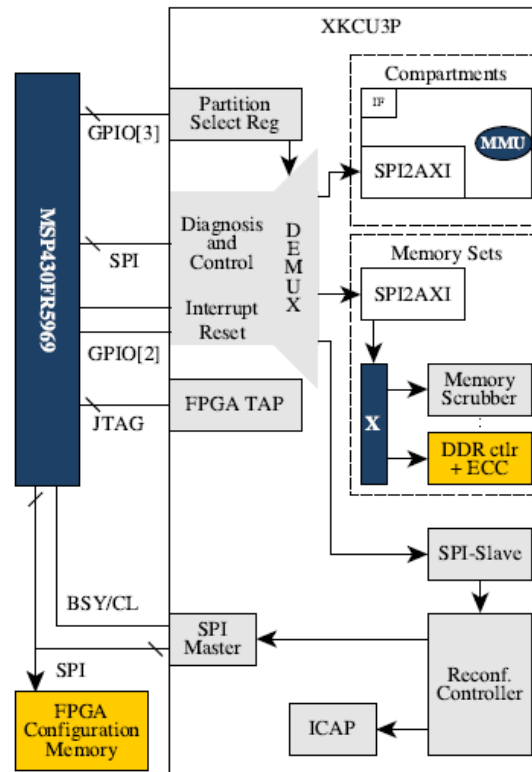 XKCU3P
Compartments
IF
MMU
SPI2AXI
Partition
Select Reg
GPIO[3]
MSP430FR5969
SPI
Diagnosis
and
Control
DEMUX
Interrupt
Reset
GPIO[2]
Memory Sets
SPI2AXI
X
Memory
Scrubber
DDR ctlr
+ ECC
FPGA TAP
JTAG
SPI-Slave
BSY/CL
SPI
Master
SPI
Reconf.
Controller
FPGA
Configuration
Memory
ICAP